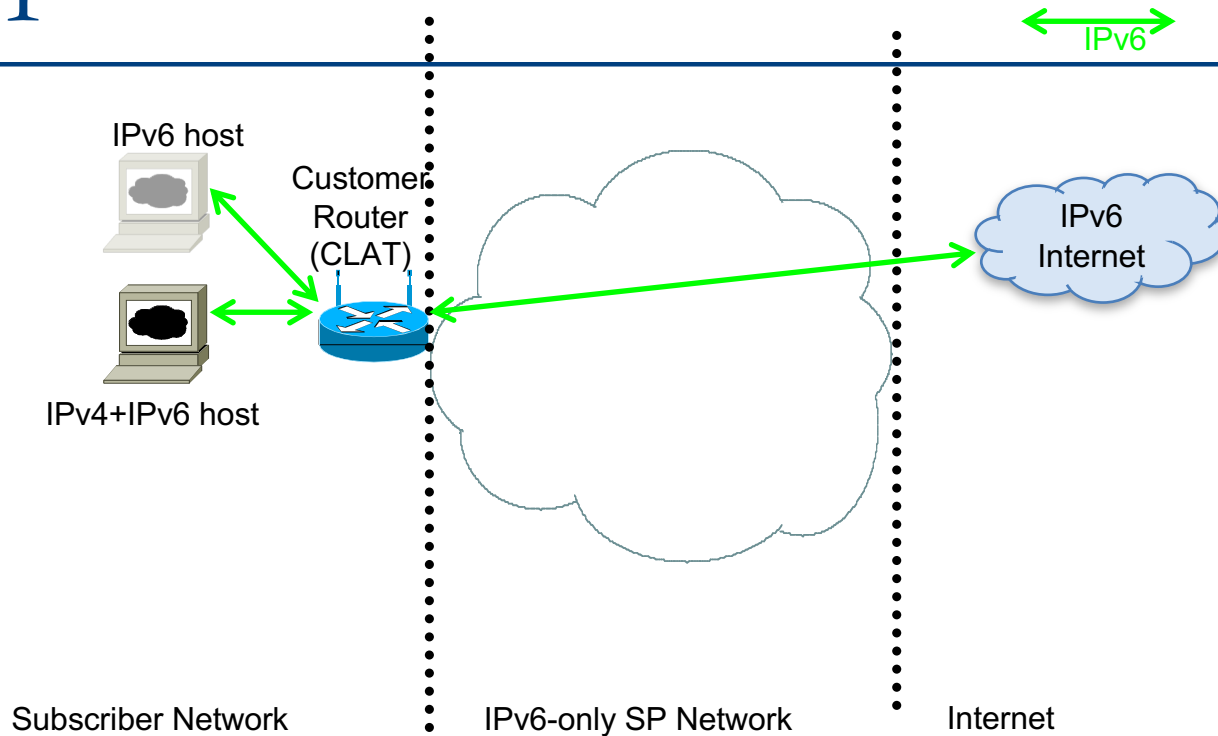 IPv6
IPv6 host
Customer
Router
(CLAT)
IPv6
Internet
IPv4+IPv6 host
Subscriber Network
IPv6-only SP Network
Internet